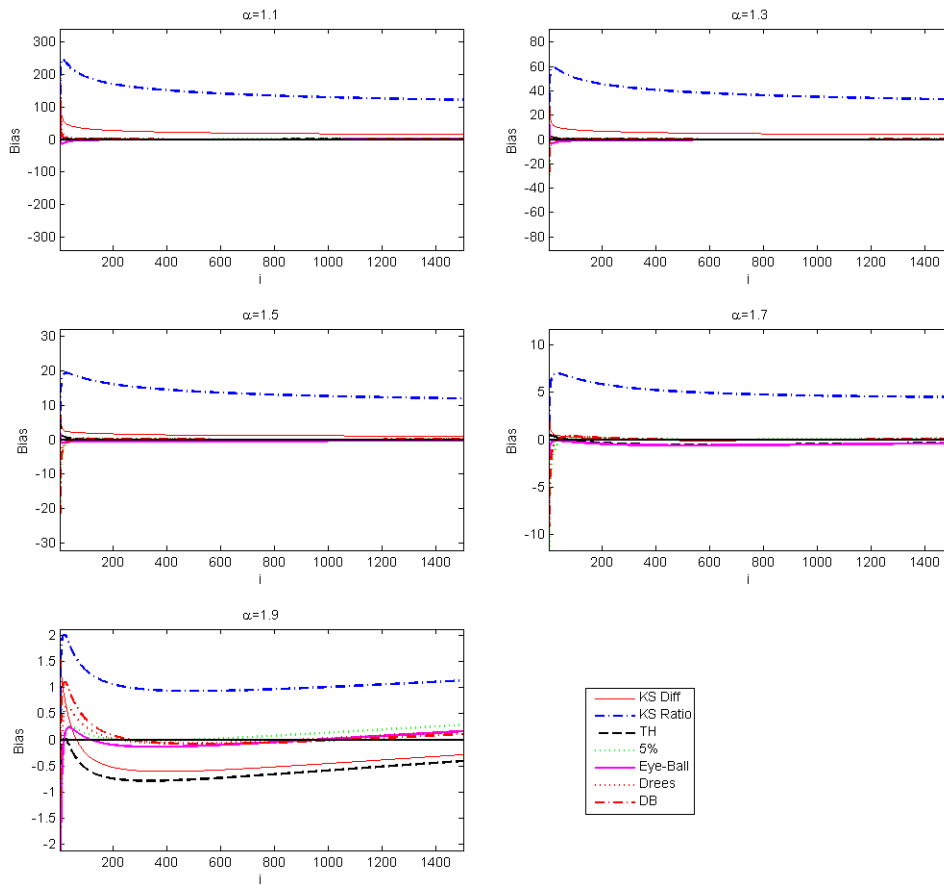 α=1.1
300
200
100
0
-100
-200
-300
Bias
200 400 600 800 1000 1200 1400
i
α=1.3
80
60
40
20
0
-20
-40
-60
-80
Bias
200 400 600 800 1000 1200 1400
i
α=1.5
30
20
10
0
-10
-20
-30
Bias
200 400 600 800 1000 1200 1400
i
α=1.7
10
5
0
-5
-10
Bias
200 400 600 800 1000 1200 1400
i
α=1.9
2
1.5
1
0.5
0
-0.5
-1
-1.5
-2
Bias
200 400 600 800 1000 1200 1400
i
KS Diff
KS Ratio
TH
5%
Eye-Ball
Drees
DB